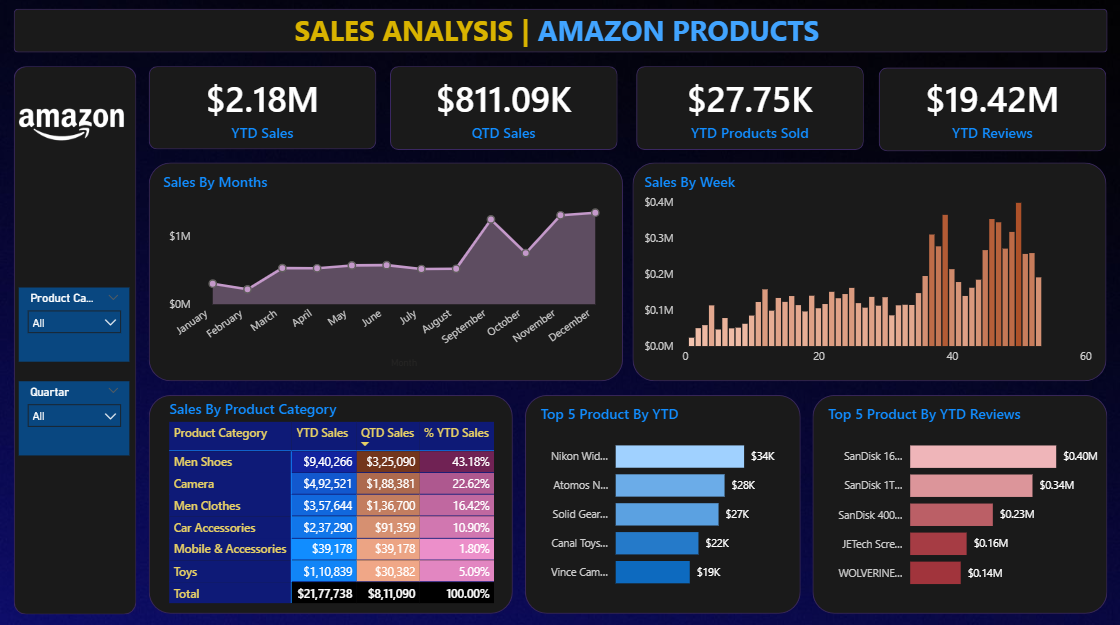 SALES ANALYSIS | AMAZON PRODUCTS
amazon
$2.18M
YTD Sales
$811.09K
QTD Sales
$27.75K
YTD Products Sold
$19.42M
YTD Reviews
Product Ca...
All
Quartar
All
Sales By Months
$1M
$0M
January February March April May June July August September October November December
Sales By Week
$0.4M
$0.3M
$0.2M
$0.1M
$0.0M
0 20 40 60
Sales By Product Category
Product Category YTD Sales QTD Sales % YTD Sales
Men Shoes $9,40,266 $3,25,090 43.18%
Camera $4,92,521 $1,88,381 22.62%
Men Clothes $3,57,644 $1,36,700 16.42%
Car Accessories $2,37,290 $91,359 10.90%
Mobile & Accessories $39,178 $39,178 1.80%
Toys $1,10,839 $30,382 5.09%
Total $21,77,738 $8,11,090 100.00%
Top 5 Product By YTD
Nikon Wid... $34K
Atomos N... $28K
Solid Gear... $27K
Canal Toys... $22K
Vince Cam... $19K
Top 5 Product By YTD Reviews
SanDisk 16... $0.40M
SanDisk 1T... $0.34M
SanDisk 400... $0.23M
JETech Scre... $0.16M
WOLVERINE... $0.14M